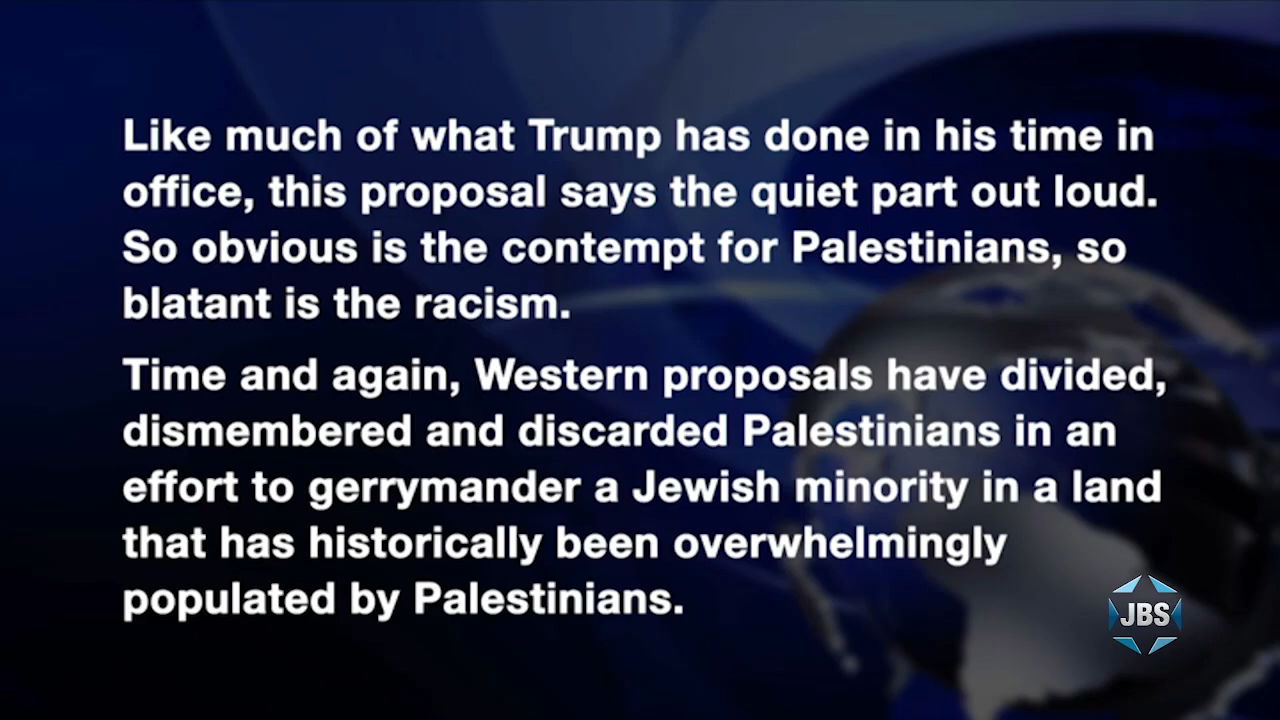 Like much of what Trump has done in his time in
office, this proposal says the quiet part out loud.
So obvious is the contempt for Palestinians, so
blatant is the racism.
Time and again, Western proposals have divided,
dismembered and discarded Palestinians in an
effort to gerrymander a Jewish minority in a land
that has historically been overwhelmingly
populated by Palestinians.
JBS